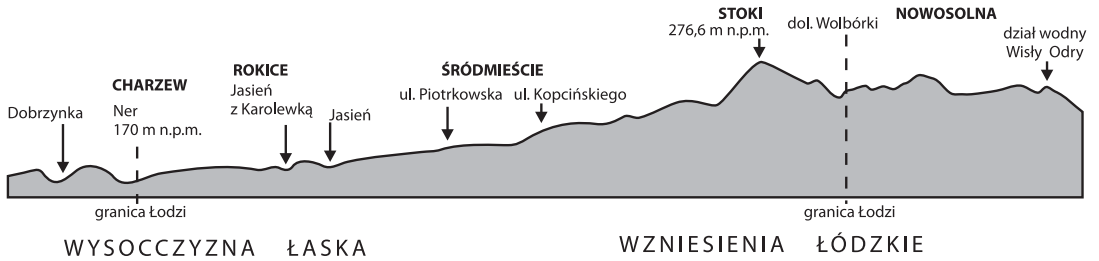 Dobrzynka
CHARZEW
Ner
170 m n.p.m.
ROKICE
Jasień
z Karolewką
Jasień
ŚRÓDMIEŚCIE
ul. Piotrkowska
ul. Kopcińskiego
STOKI
276,6 m n.p.m.
dol. Wolbórki
NOWOSOLNA
dział wodny
Wisły Odry
granica Łodzi
granica Łodzi
WYSOCCZYZNA ŁASKA
WZNIESIENIA ŁÓDZKIE